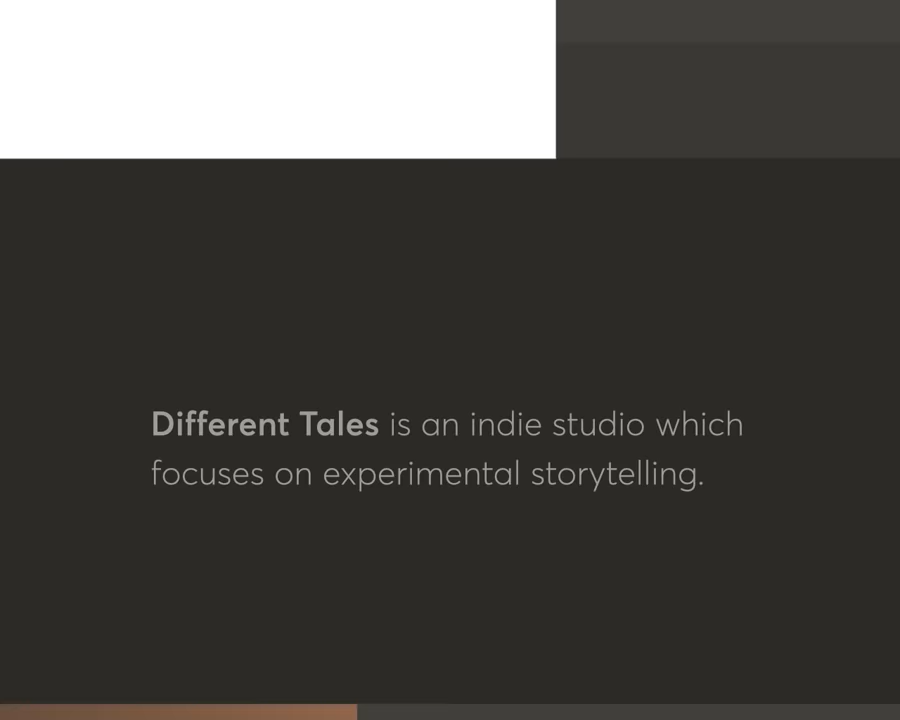 Different Tales is an indie studio which
focuses on experimental storytelling.